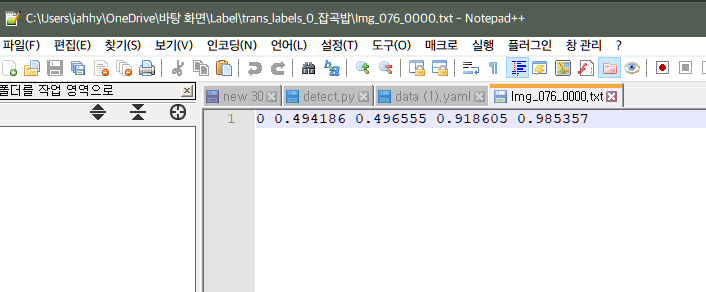 C:\Users\jahhy\OneDrive\바탕 화면\Label\trans_labels_0_잡곡밥\Img_076_0000.txt - Notepad++
파일(F) 편집(E) 찾기(S) 보기(V) 인코딩(N) 언어(L) 설정(T) 도구(O) 매크로 실행 플러그인 창 관리 ?
폴더를 작업 영역으로
new 30 detect.py data (1).yaml Img_076_0000.txt
1 0 0.494186 0.496555 0.918605 0.985357